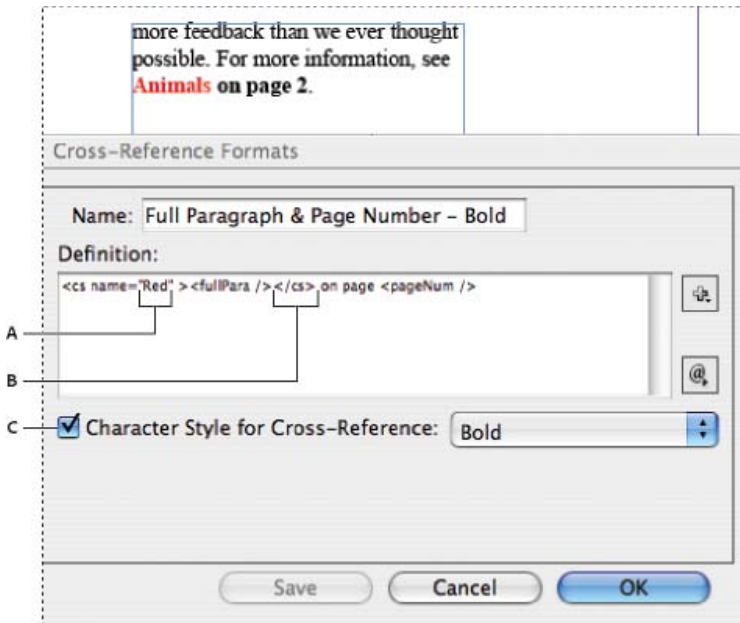 more feedback than we ever thought
possible. For more information, see
Animals on page 2.
Cross-Reference Formats
Name: Full Paragraph & Page Number – Bold
Definition:
<cs name="Red" ><fullPara /></cs> on page <pageNum />
A
B
@
C
Character Style for Cross-Reference: Bold
Save Cancel OK